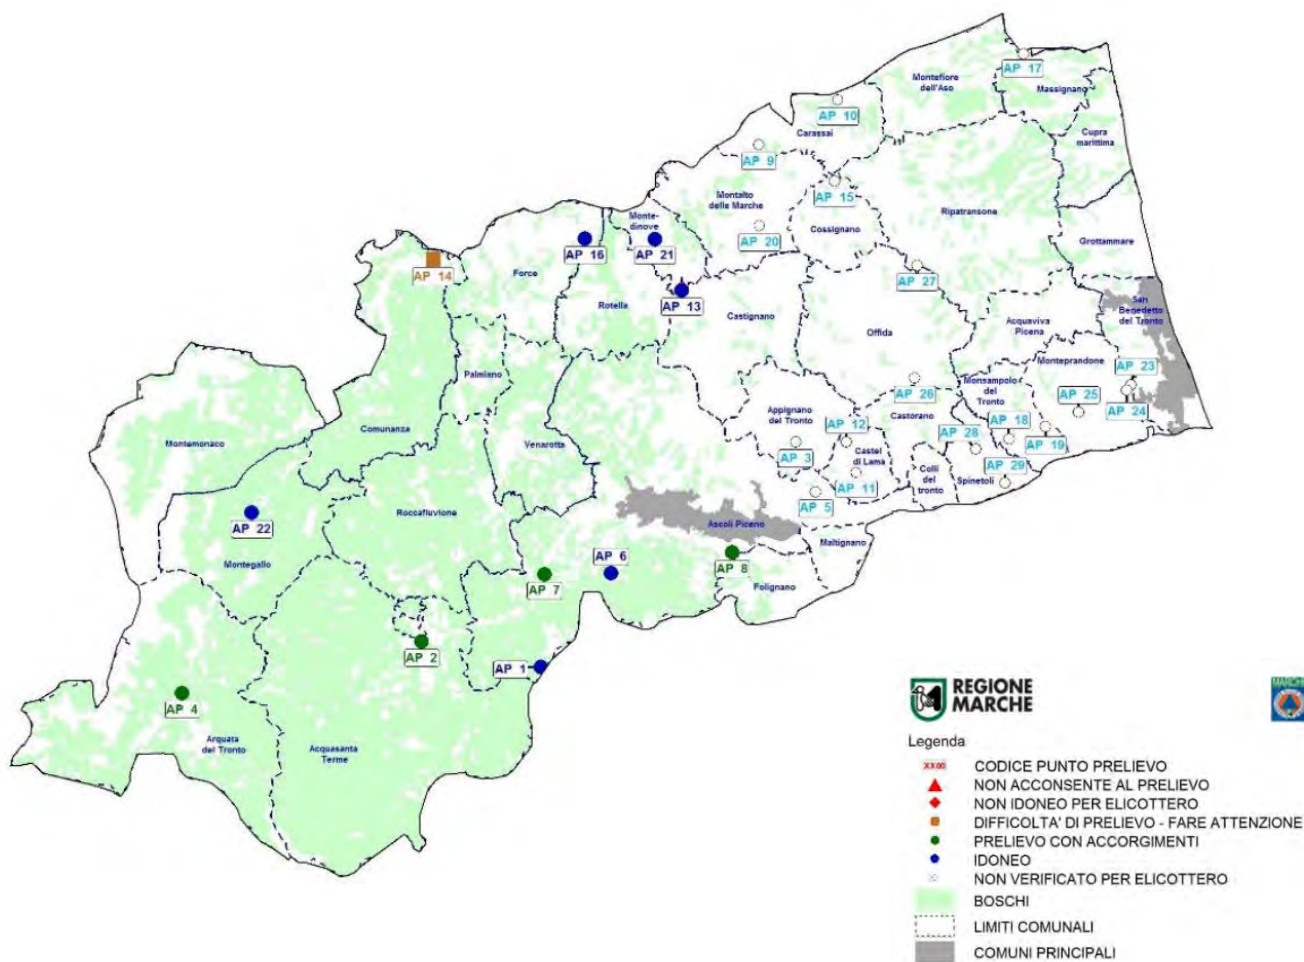 AP 17
Montefiore
dell'Aso
Massignano
AP 10
Carassai
Cupra
marittima
AP 9
AP 15
Montalto
delle Marche
Ripatransone
Monte-
dinove
Cossignano
AP 20
Grottammare
AP 16
AP 21
AP 14
Force
AP 27
Rotella
AP 13
Castignano
San
Benedetto
del Tronto
Acquaviva
Picena
Offida
Monteprandone
AP 23
Palmiano
AP 26
Monsampolo
del
Tronto
AP 25
AP 24
Appignano
del Tronto
Castorano
AP 18
AP 12
AP 28
AP 19
Comunanza
Montemonaco
Venarotta
AP 3
Castel
di Lama
AP 29
Colli
del
tronto
Spinetoli
AP 11
AP 5
Roccafluvione
AP 22
Ascoli Piceno
Maltignano
AP 6
Montegallo
AP 7
AP 8
Folignano
AP 2
AP 1
AP 4
Arquata
del Tronto
Acquasanta
Terme
REGIONE
MARCHE
MARCHE
Legenda
XX00 CODICE PUNTO PRELIEVO
NON ACCONSENTE AL PRELIEVO
NON IDONEO PER ELICOTTERO
DIFFICOLTA' DI PRELIEVO - FARE ATTENZIONE
PRELIEVO CON ACCORGIMENTI
IDONEO
NON VERIFICATO PER ELICOTTERO
BOSCHI
LIMITI COMUNALI
COMUNI PRINCIPALI